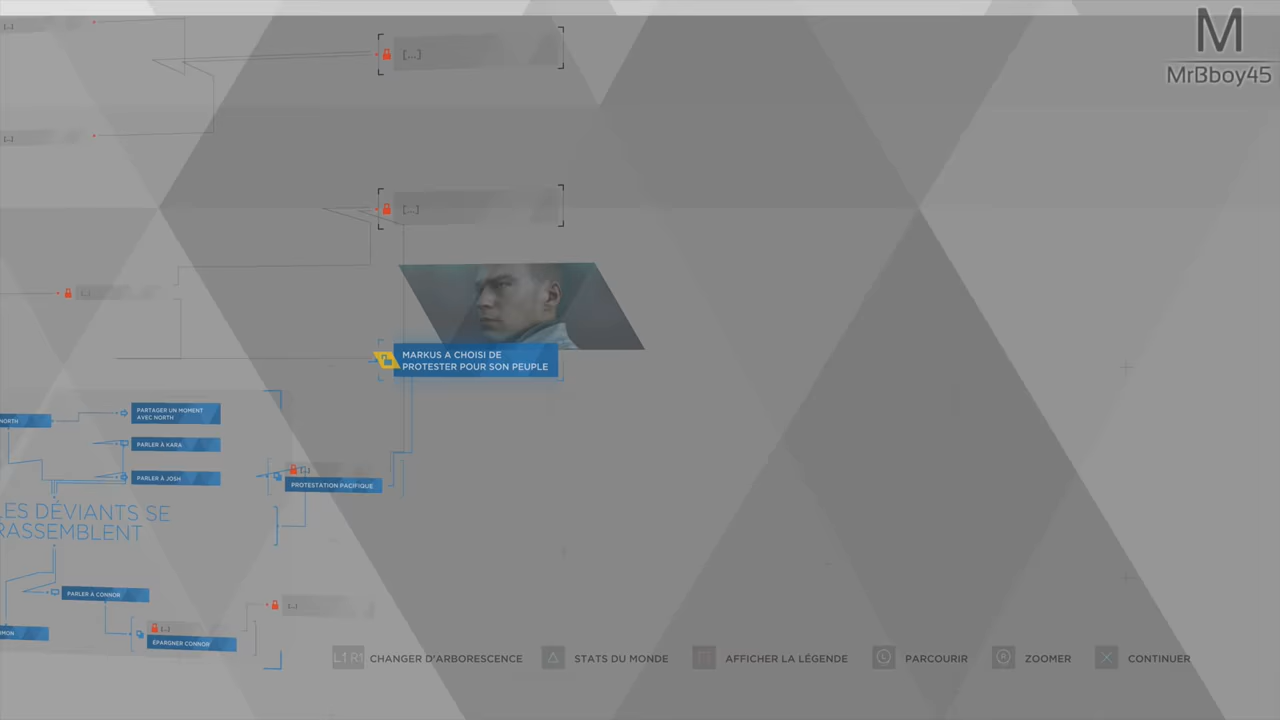 M
MrBboy45
[...]
[...]
[...]
[...]
[...]
MARKUS A CHOISI DE
PROTESTER POUR SON PEUPLE
NORTH
PARTAGER UN MOMENT
AVEC NORTH
PARLER À KARA
PARLER À JOSH
[...]
PROTESTATION PACIFIQUE
LES DÉVIANTS SE
RASSEMBLENT
PARLER À CONNOR
[...]
[...]
ÉPARGNER CONNOR
L1 R1 CHANGER D'ARBORESCENCE
STATS DU MONDE
AFFICHER LA LÉGENDE
L PARCOURIR
R ZOOMER
CONTINUER